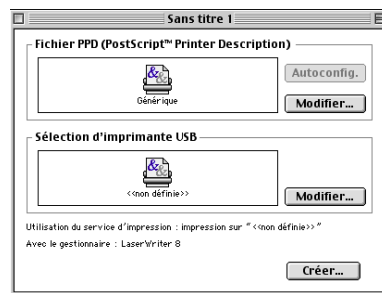 Sans titre 1
Fichier PPD (PostScript™ Printer Description)
Générique
Autoconfig.
Modifier...
Sélection d'imprimante USB
<<non définie>>
Modifier...
Utilisation du service d'impression : impression sur "<<non définie>>"
Avec le gestionnaire : LaserWriter 8
Créer...